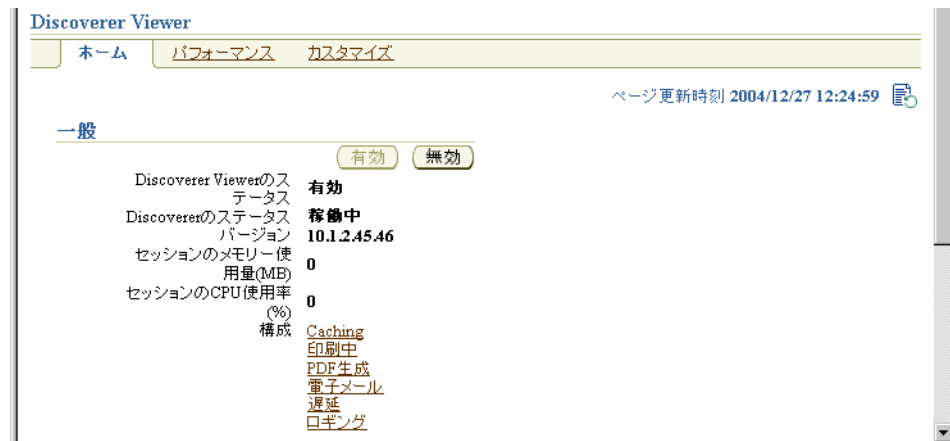 Discoverer Viewer
ホーム パフォーマンス カスタマイズ
ページ更新時刻 2004/12/27 12:24:59
一般
有効 無効
Discoverer Viewerのス
テータス
有効
Discovererのステータス 稼働中
バージョン 10.1.2.45.46
セッションのメモリー使
用量(MB)
0
セッションのCPU使用率
(%)
0
構成 Caching
印刷中
PDF生成
電子メール
遅延
ロギング